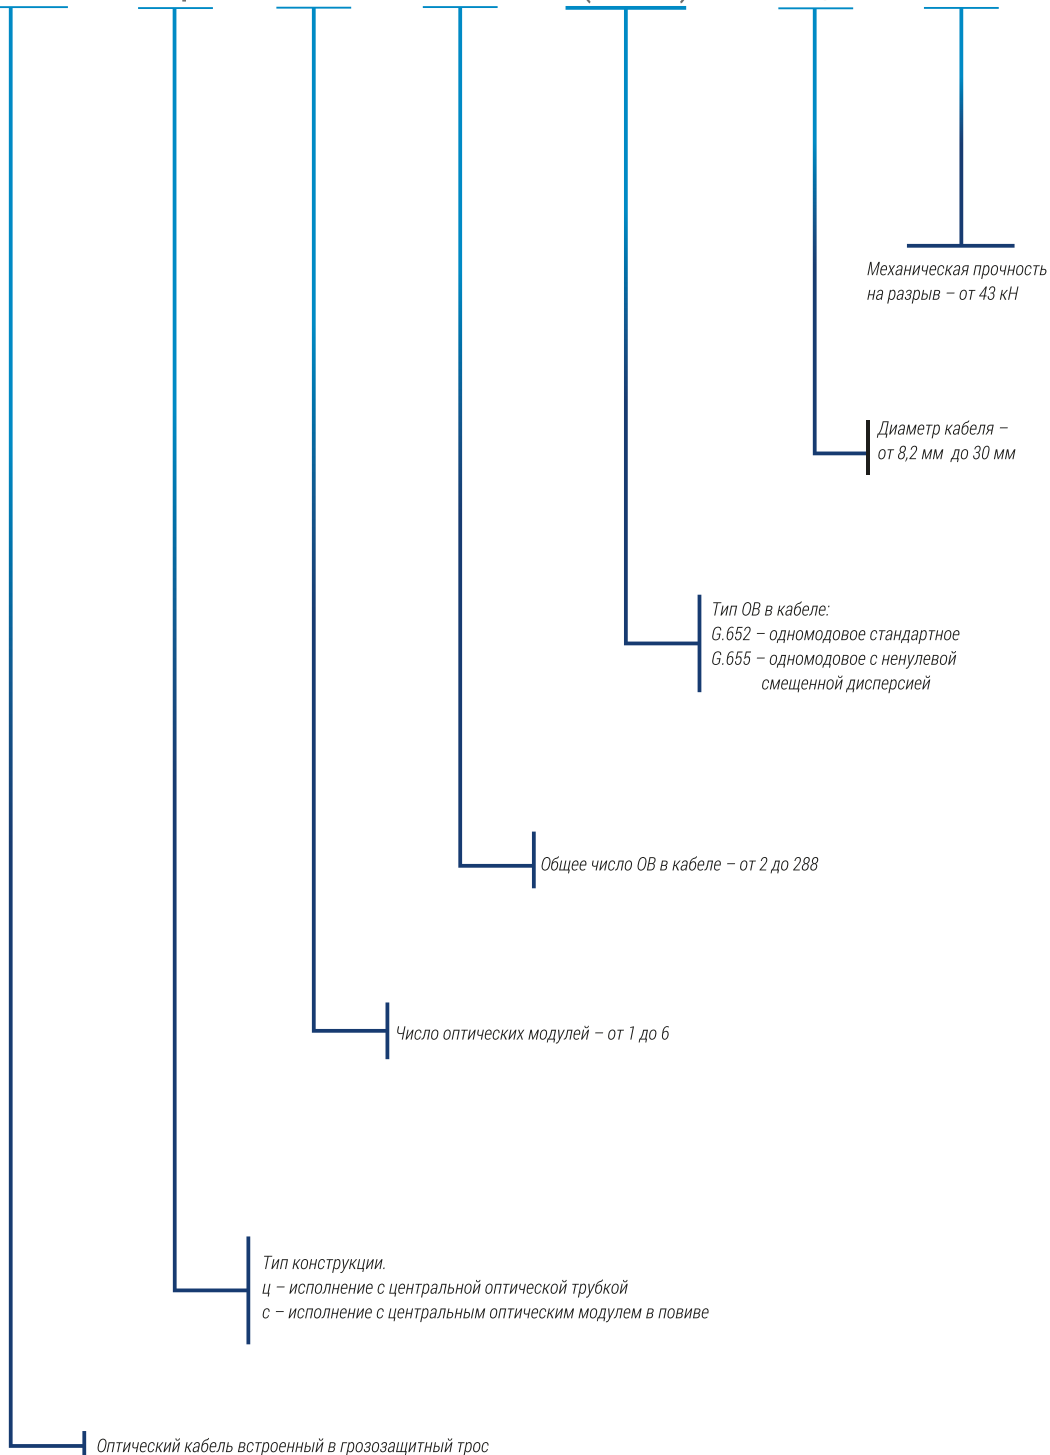 Механическая прочность
на разрыв – от 43 кН
Диаметр кабеля –
от 8,2 мм до 30 мм
Тип ОВ в кабеле:
G.652 – одномодовое стандартное
G.655 – одномодовое с ненулевой
смещенной дисперсией
Общее число ОВ в кабеле – от 2 до 288
Число оптических модулей – от 1 до 6
Тип конструкции.
ц – исполнение с центральной оптической трубкой
с – исполнение с центральным оптическим модулем в повиве
Оптический кабель встроенный в грозозащитный трос